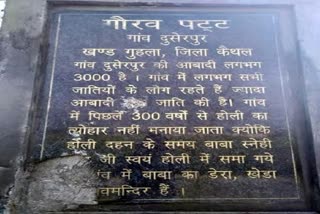 गौरव पट्ट
गांव दुसेरपुर
खण्ड गुहला, जिला कैथल
गांव दुसेरपुर की आबादी लगभग
3000 है । गांव में लगभग सभी
जातियों के लोग रहते हैं ज्यादा
आबादी जाति की है। गांव
में पिछले 300 वर्षो से होली का
त्यौहार नहीं मनाया जाता क्योकि
होली दहन के समय बाबा स्नेही
जी स्वयं होली में समा गये
में बाबा का डेरा, खेडा
मन्दिर हैं ।